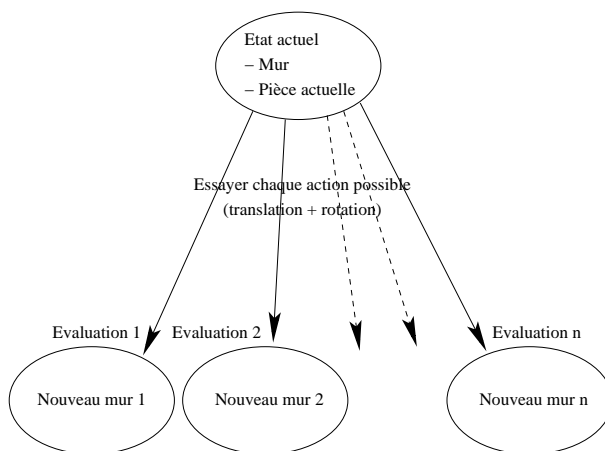 Etat actuel
– Mur
– Pièce actuelle
Essayer chaque action possible
(translation + rotation)
Evaluation 1
Evaluation 2
Evaluation n
Nouveau mur 1
Nouveau mur 2
Nouveau mur n